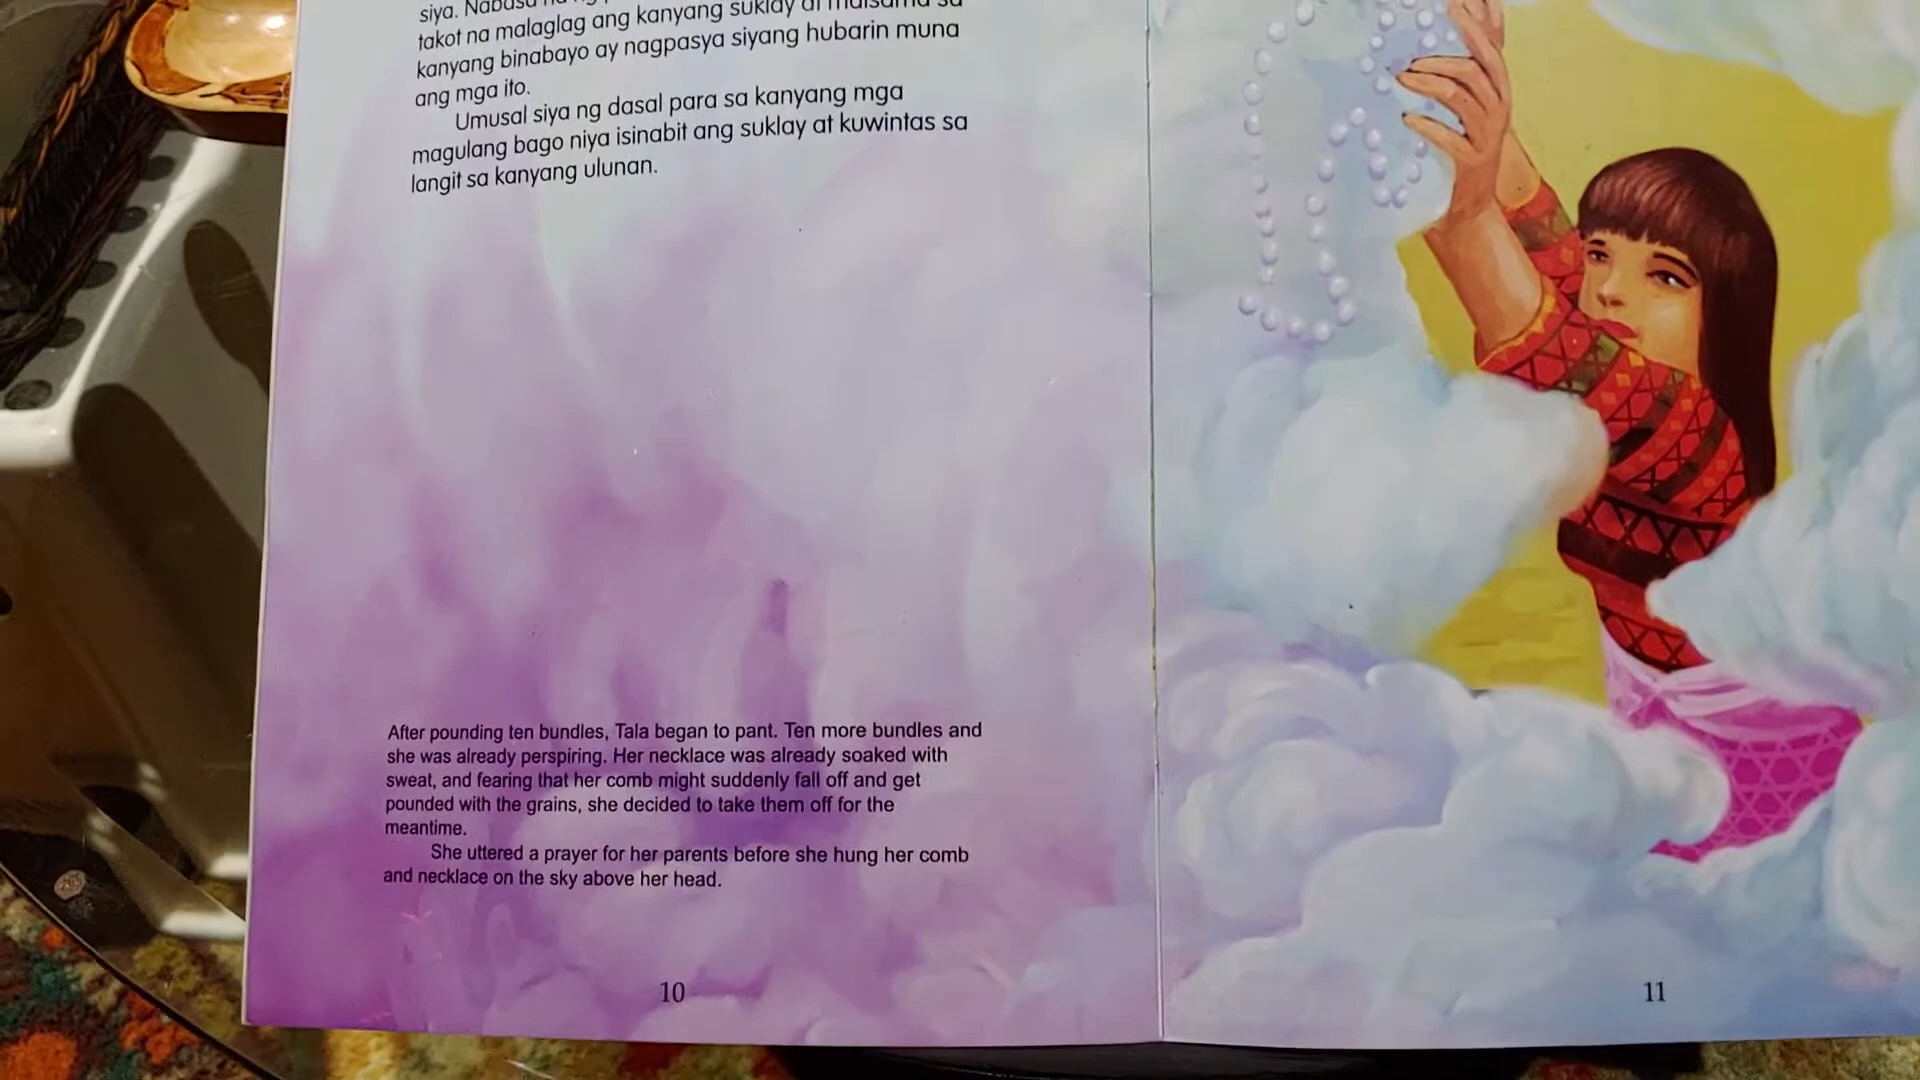 siya. Nabasa na ng
takot na malaglag ang kanyang suklay at maisama sa
kanyang binabayo ay nagpasya siyang hubarin muna
ang mga ito.
Umusal siya ng dasal para sa kanyang mga
magulang bago niya isinabit ang suklay at kuwintas sa
langit sa kanyang ulunan.
After pounding ten bundles, Tala began to pant. Ten more bundles and
she was already perspiring. Her necklace was already soaked with
sweat, and fearing that her comb might suddenly fall off and get
pounded with the grains, she decided to take them off for the
meantime.
She uttered a prayer for her parents before she hung her comb
and necklace on the sky above her head.
10
11